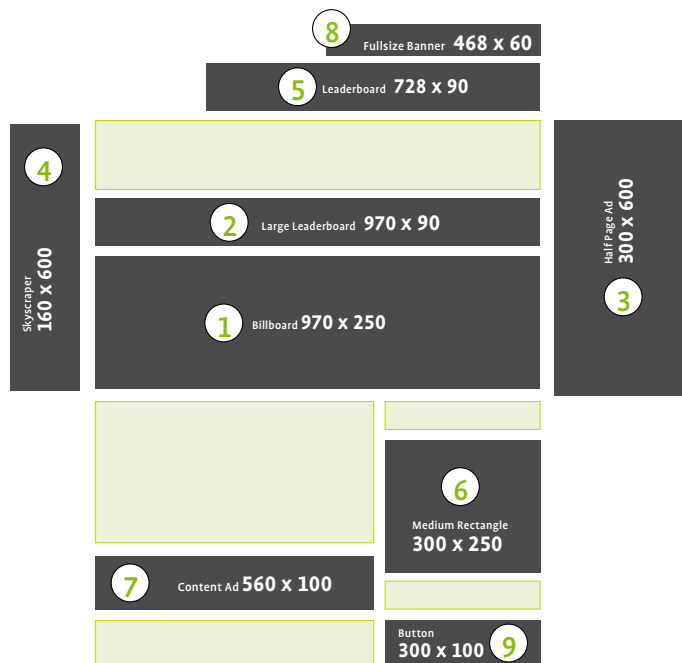 8
Fullsize Banner 468 x 60
5
Leaderboard 728 x 90
4
Skyscraper
160 x 600
2
Large Leaderboard 970 x 90
Half Page Ad
300 x 600
3
1
Billboard 970 x 250
6
Medium Rectangle
300 x 250
7
Content Ad 560 x 100
Button
300 x 100
9